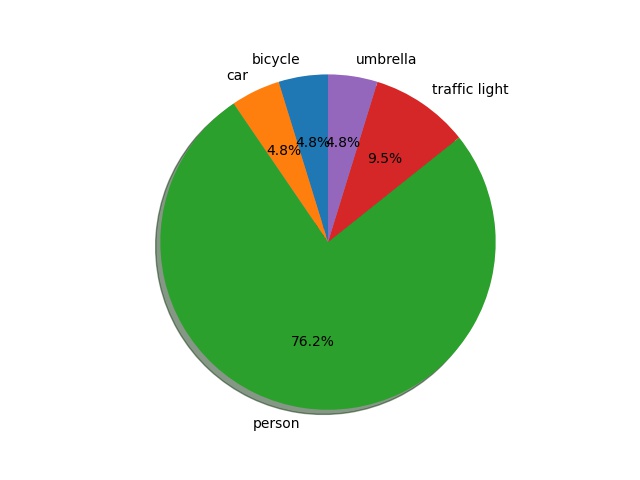 bicycle
umbrella
car
traffic light
4.8%
4.8%
4.8%
9.5%
76.2%
person